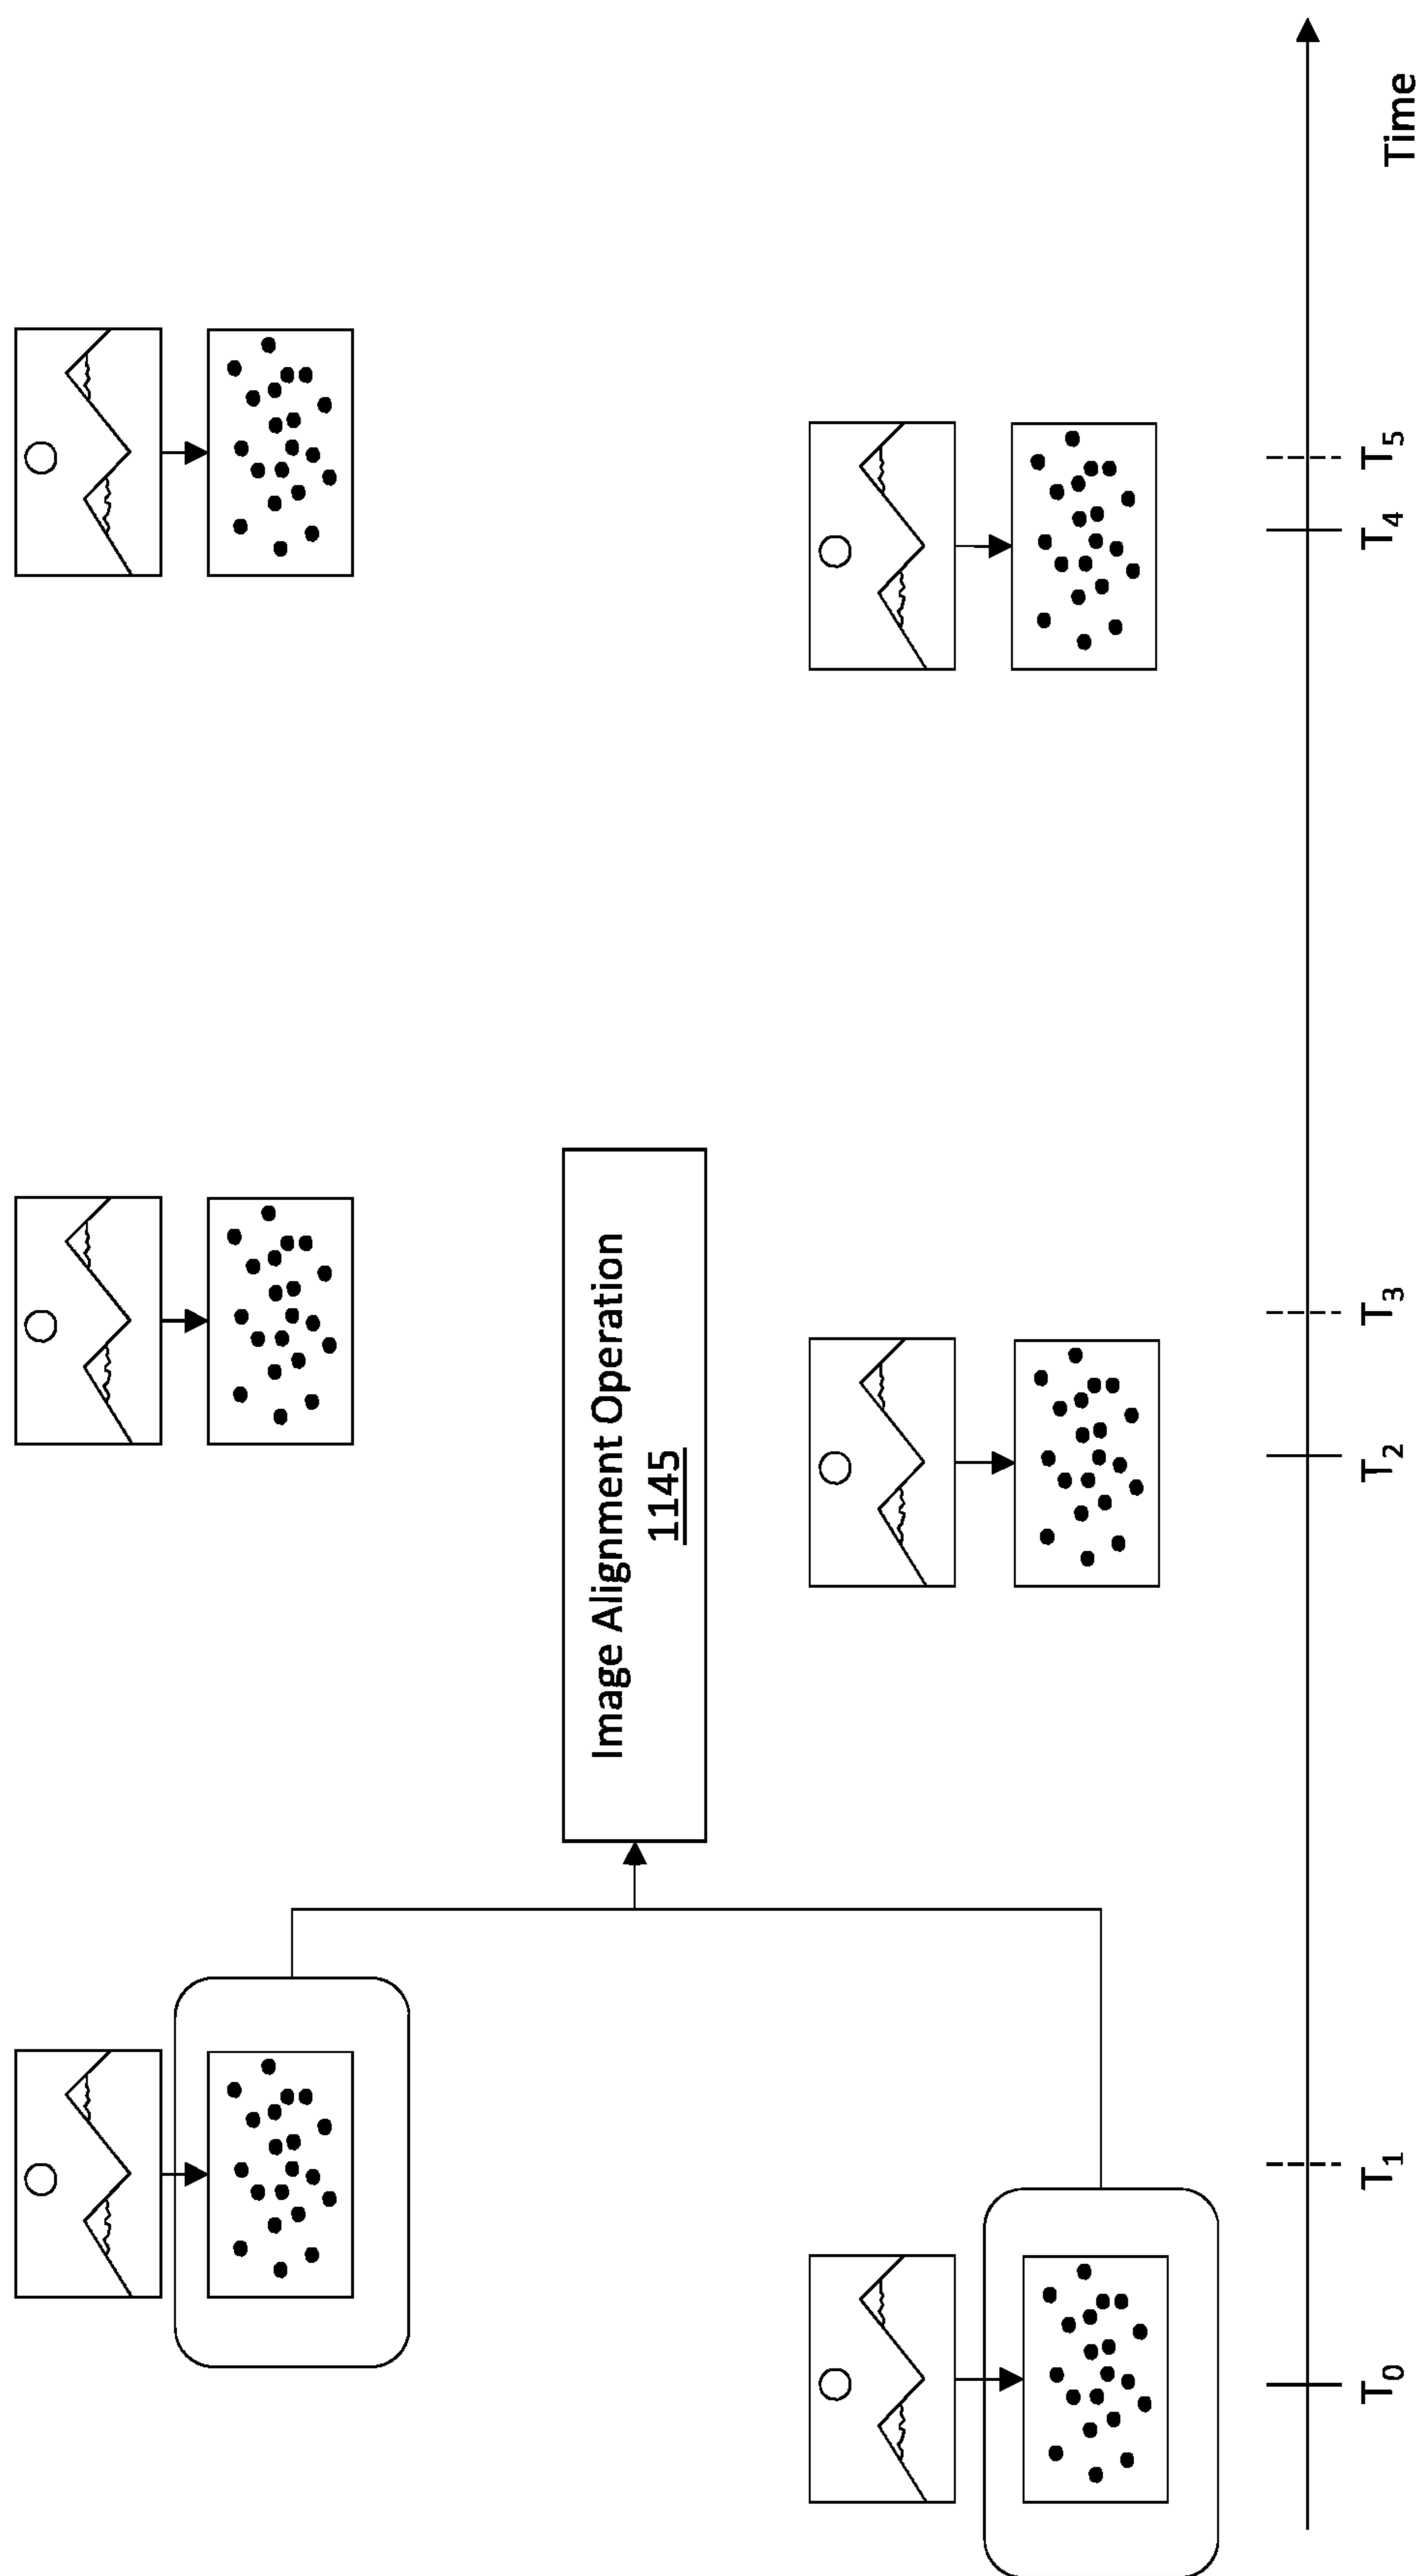 Image Alignment Operation
1145
T0
T1
T2
T3
T4
T5
Time